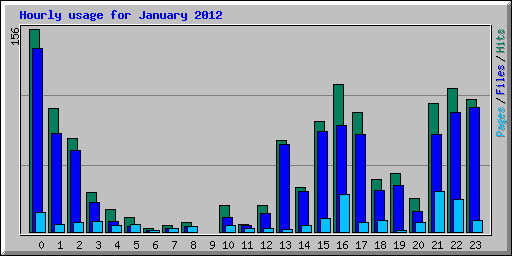 Hourly usage for January 2012
156
Pages / Files / Hits
0 1 2 3 4 5 6 7 8 9 10 11 12 13 14 15 16 17 18 19 20 21 22 23